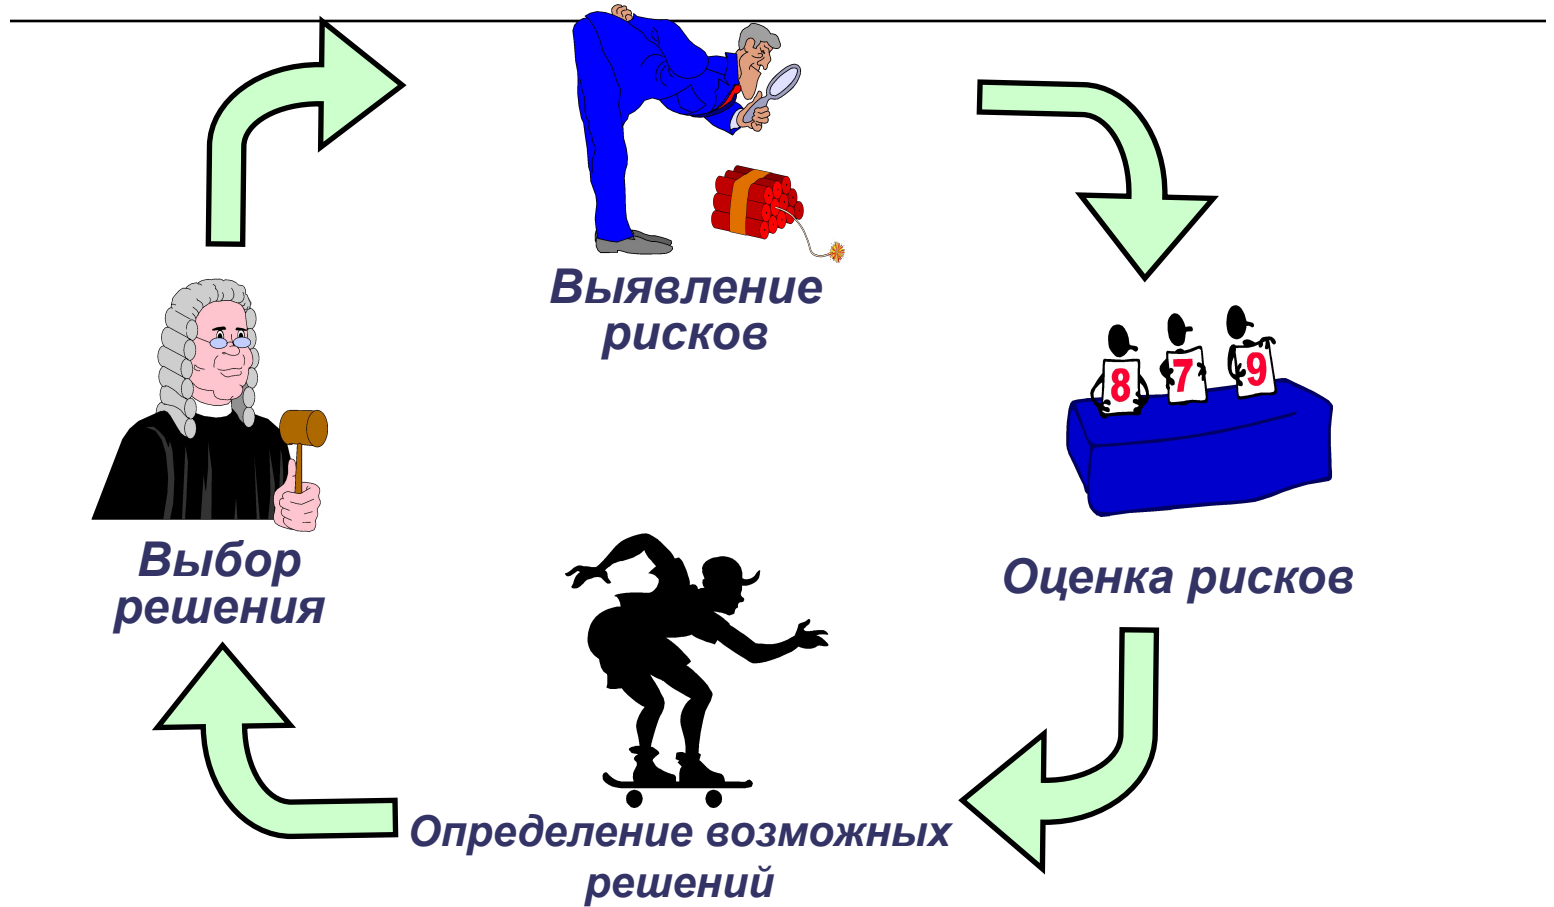 Выявление
рисков
8
7
9
Оценка рисков
Определение возможных
решений
Выбор
решения